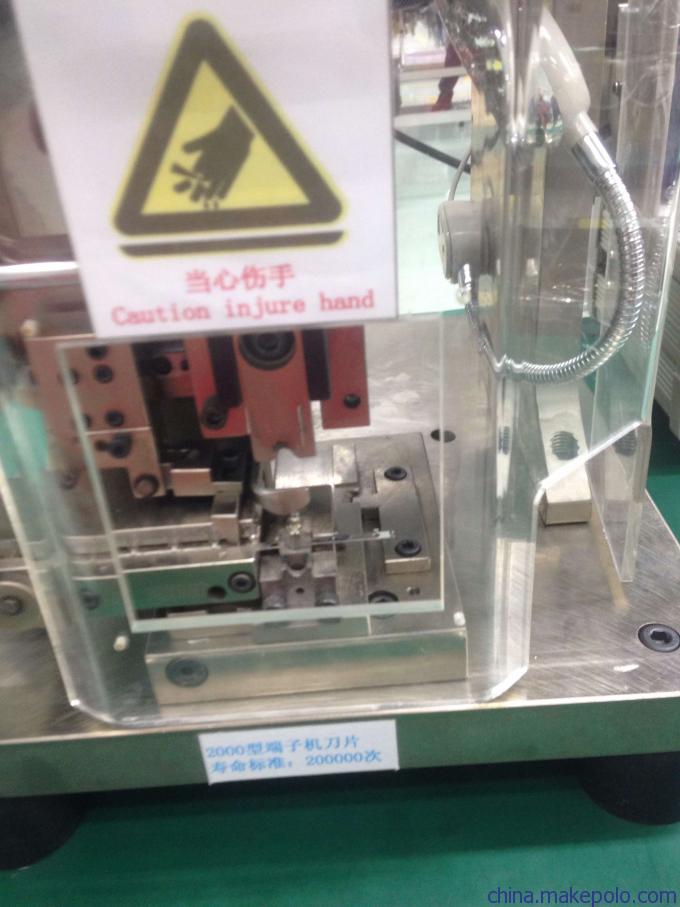 当心伤手
Caution injure hand
2000型端子机刀片
寿命标准：200000次
china.makepolo.com